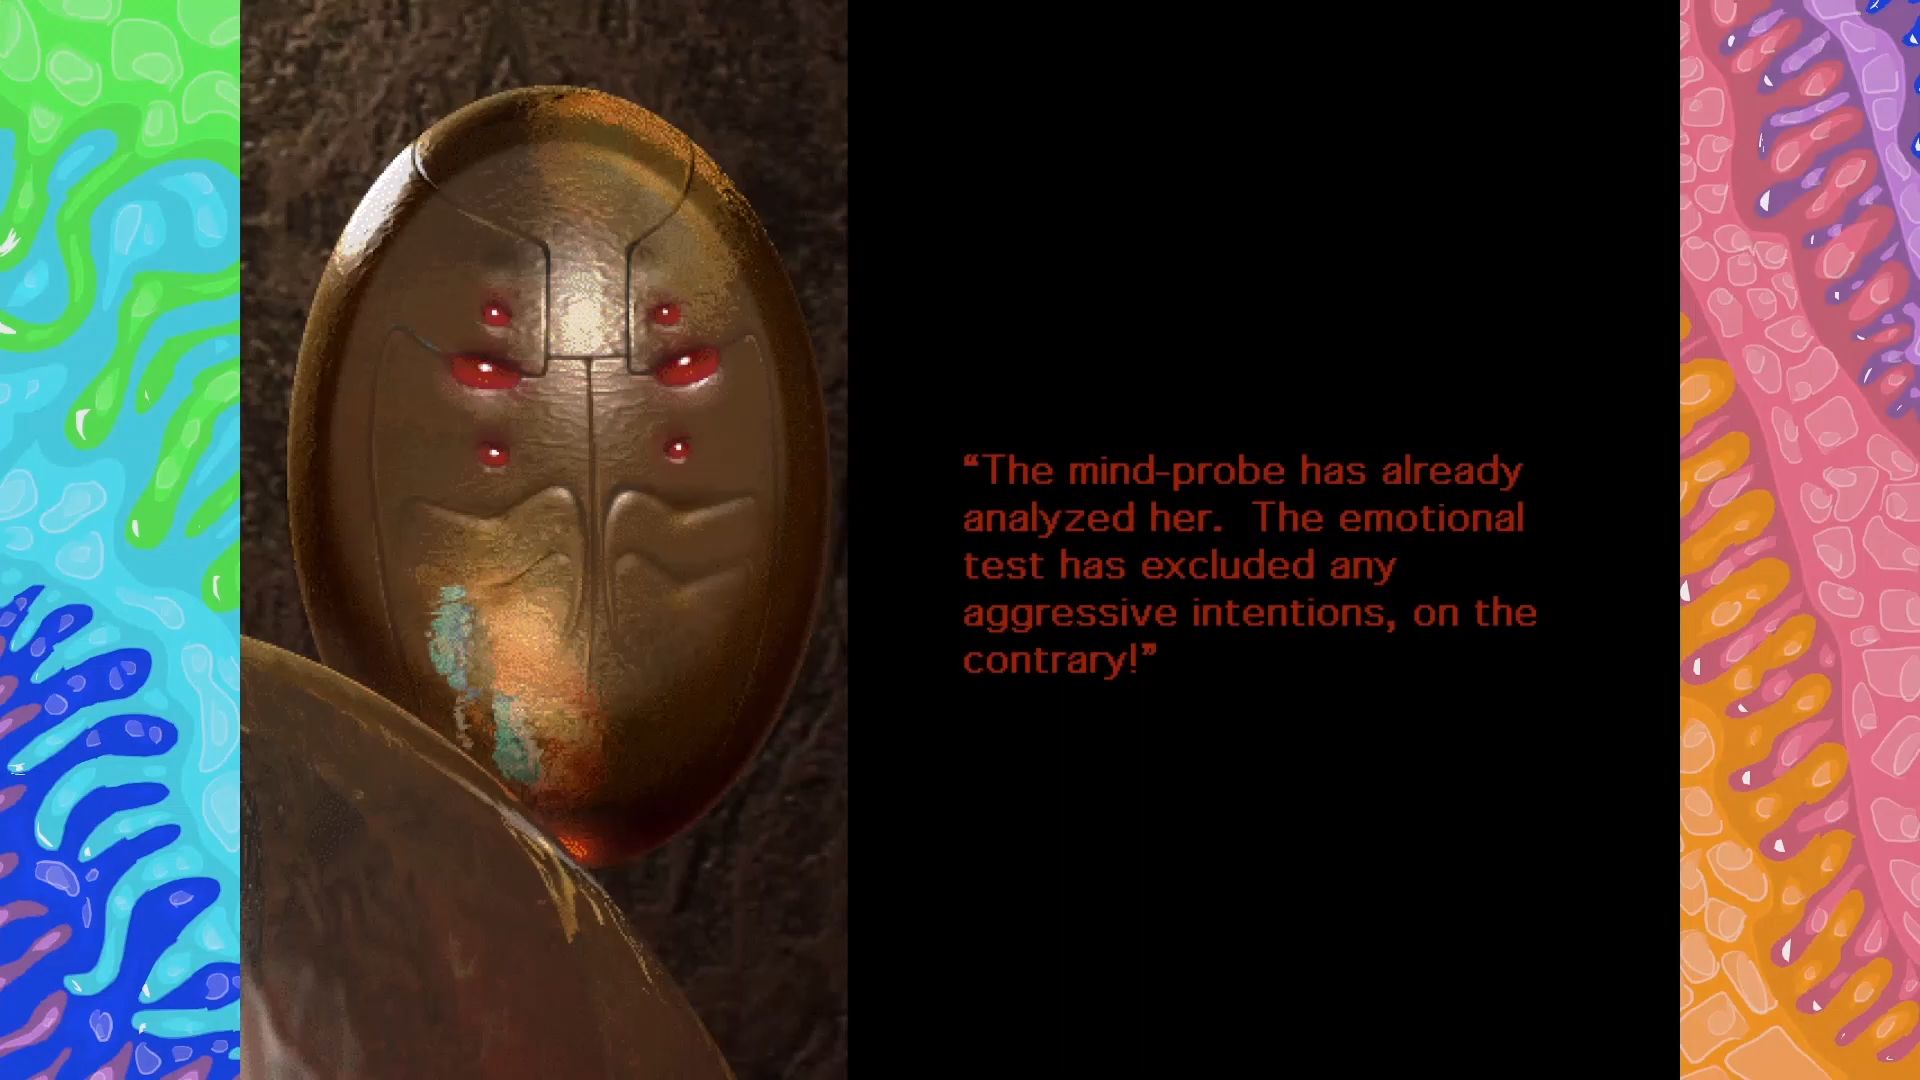 “The mind-probe has already
analyzed her.  The emotional
test has excluded any
aggressive intentions, on the
contrary!”